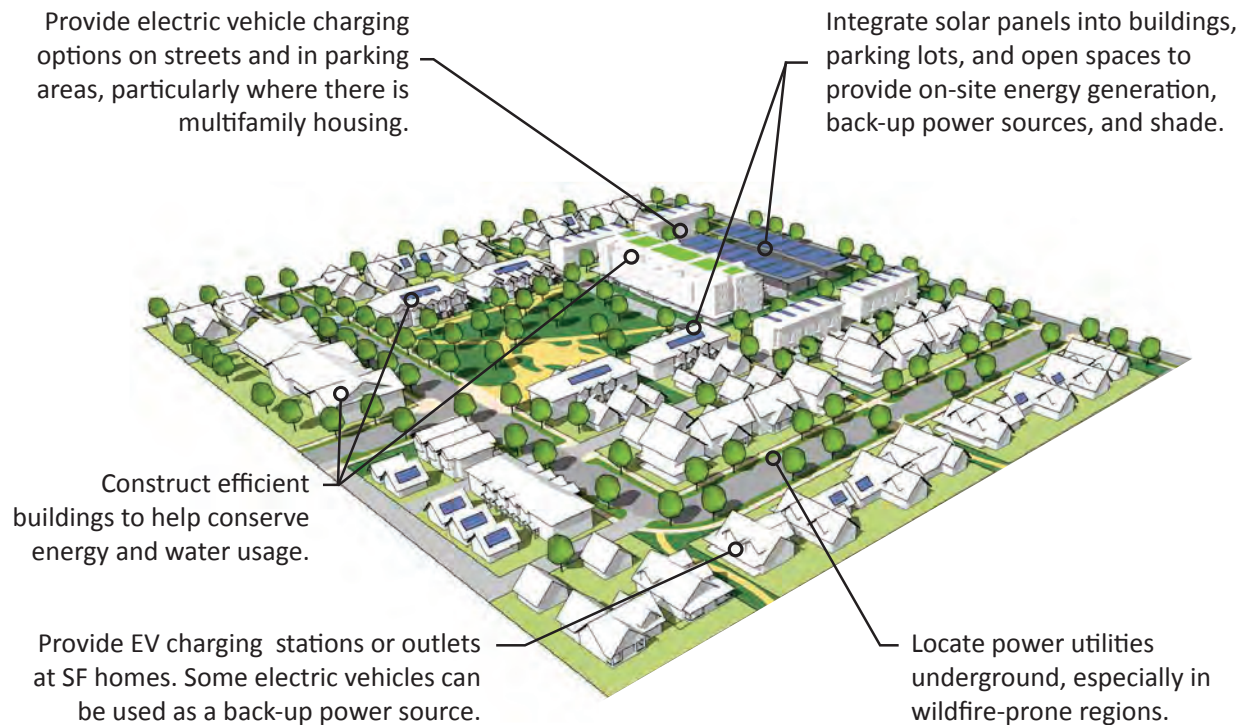 Provide electric vehicle charging
options on streets and in parking
areas, particularly where there is
multifamily housing.
Integrate solar panels into buildings,
parking lots, and open spaces to
provide on-site energy generation,
back-up power sources, and shade.
Construct efficient
buildings to help conserve
energy and water usage.
Provide EV charging stations or outlets
at SF homes. Some electric vehicles can
be used as a back-up power source.
Locate power utilities
underground, especially in
wildfire-prone regions.